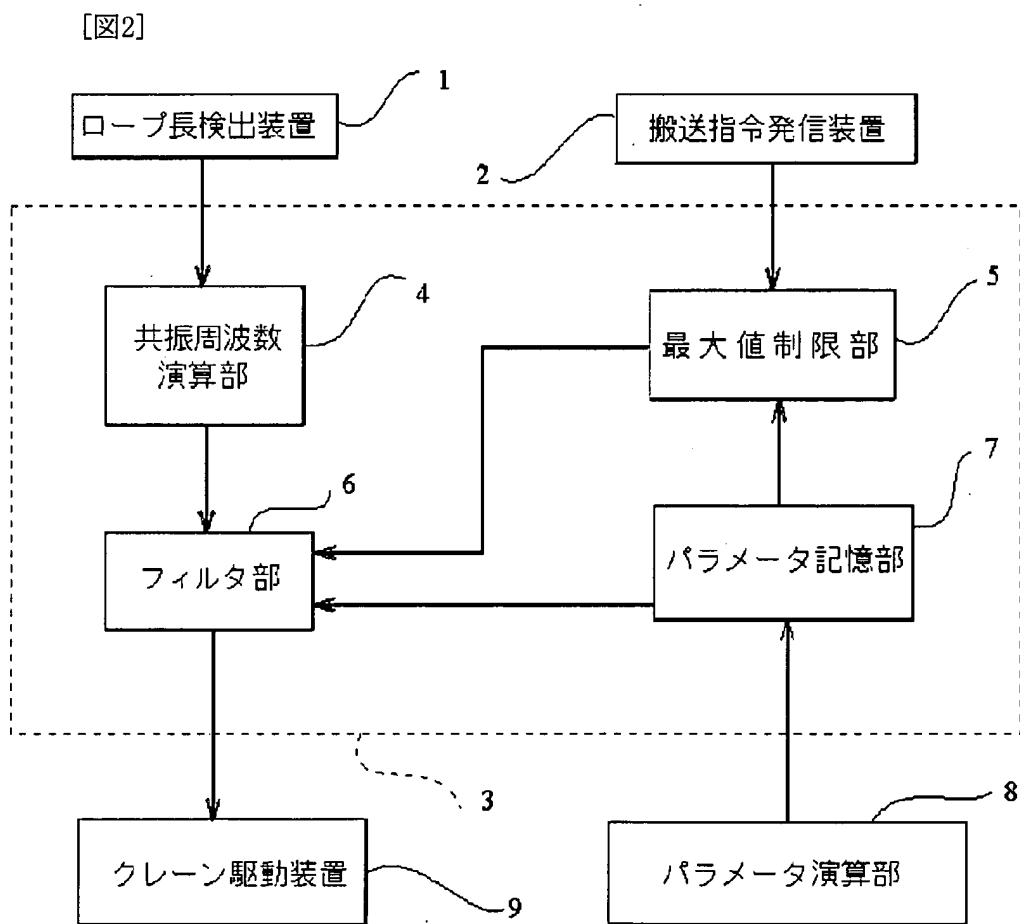 [図2]
1
ロープ長検出装置
搬送指令発信装置
2
4
5
共振周波数
演算部
最大値制限部
6
7
フィルタ部
パラメータ記憶部
3
8
クレーン駆動装置
パラメータ演算部
9